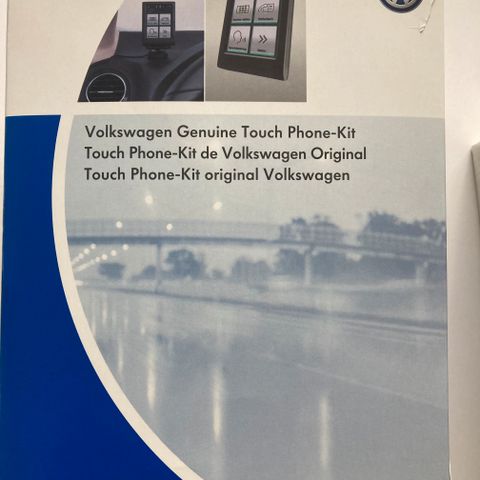 Volkswagen Genuine Touch Phone-Kit
Touch Phone-Kit de Volkswagen Original
Touch Phone-Kit original Volkswagen